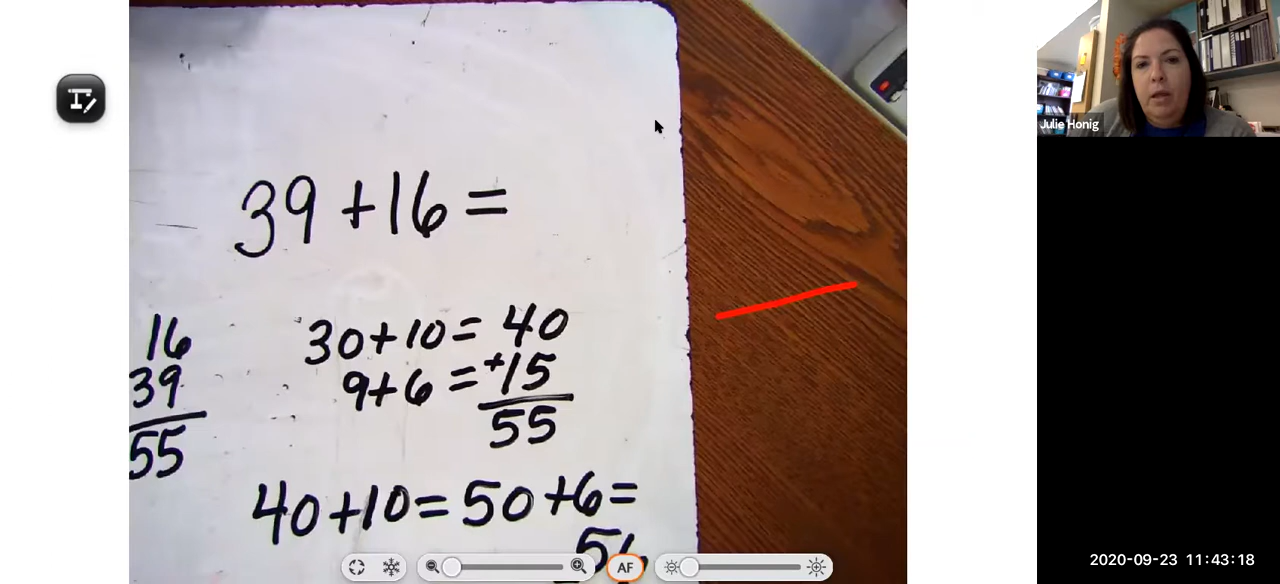 Julie Honig
39 + 16 =
16
39
55
30 + 10 = 40
9 + 6 = +15
55
40 + 10 = 50 + 6 =
AF
2020-09-23 11:43:18